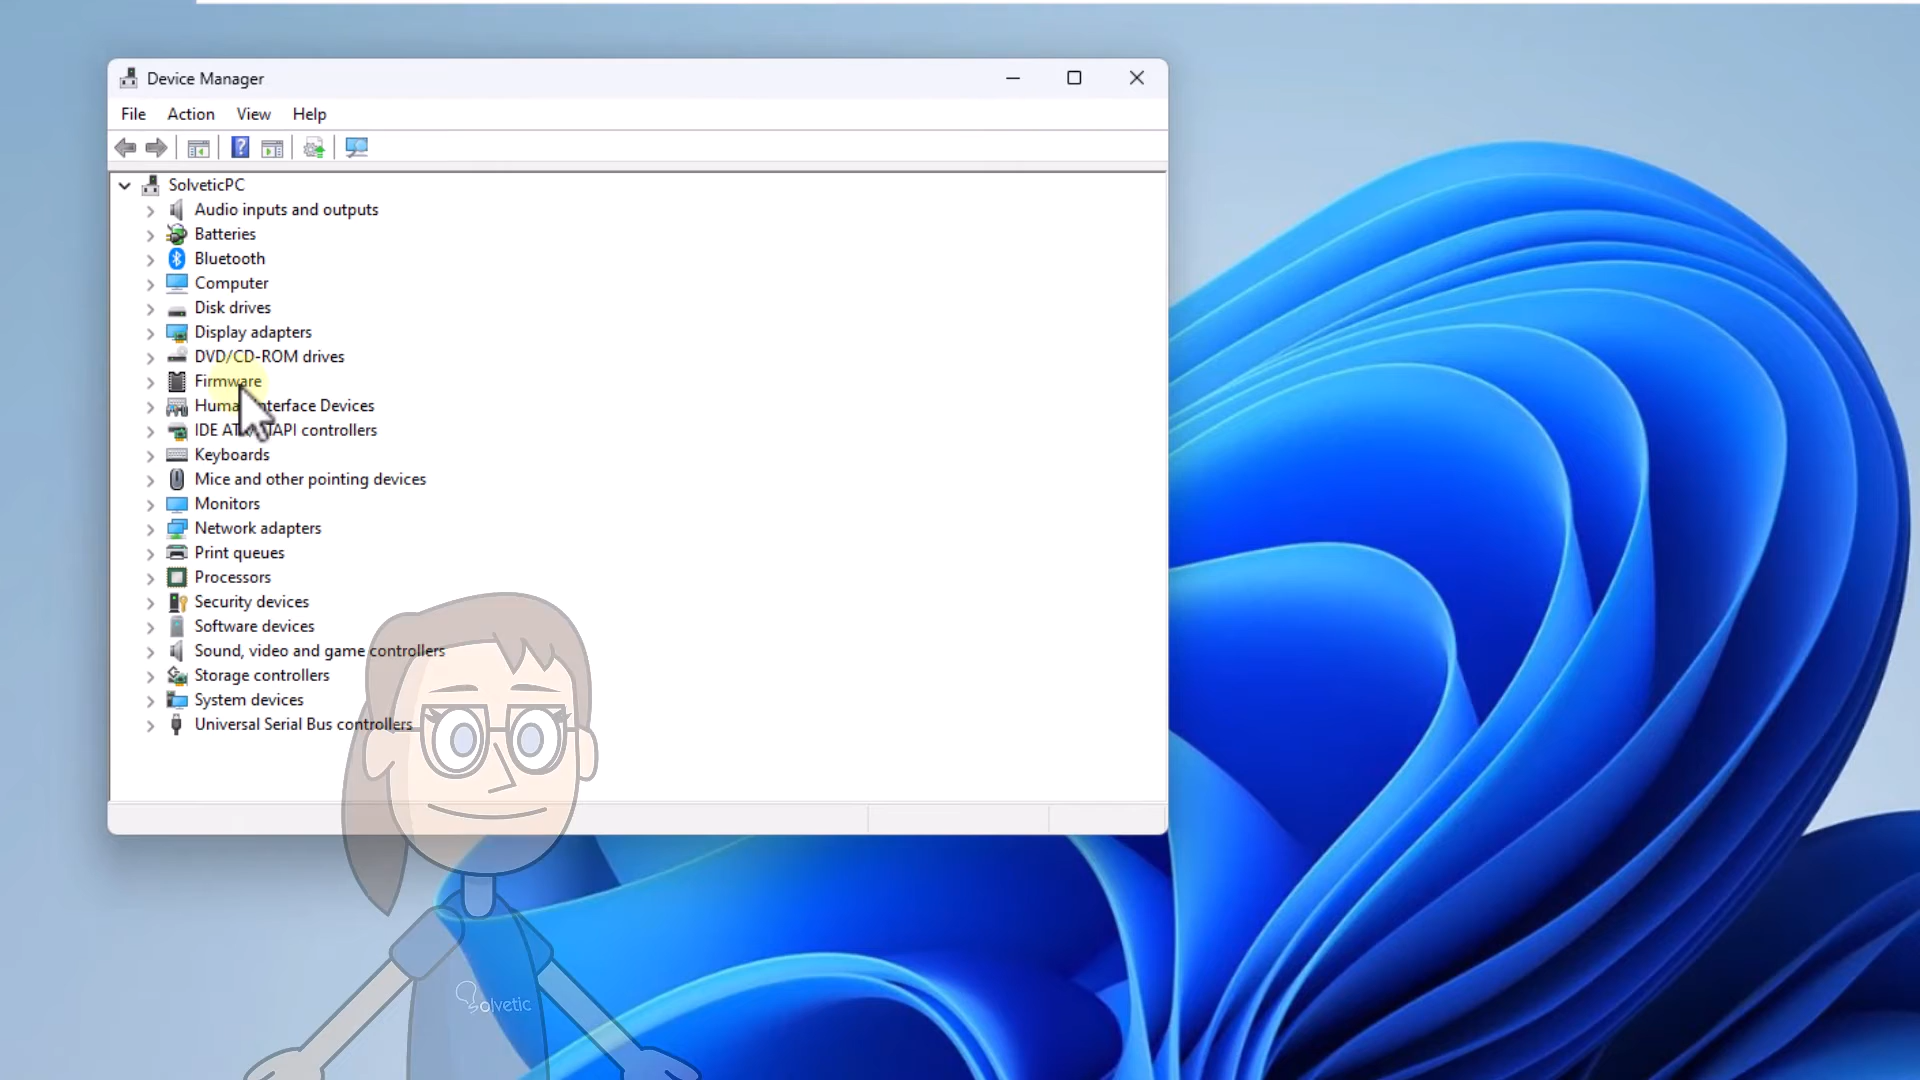 Device Manager
File Action View Help
SolveticPC
Audio inputs and outputs
Batteries
Bluetooth
Computer
Disk drives
Display adapters
DVD/CD-ROM drives
Firmware
Human Interface Devices
IDE ATA/ATAPI controllers
Keyboards
Mice and other pointing devices
Monitors
Network adapters
Print queues
Processors
Security devices
Software devices
Sound, video and game controllers
Storage controllers
System devices
Universal Serial Bus controllers
Solvetic